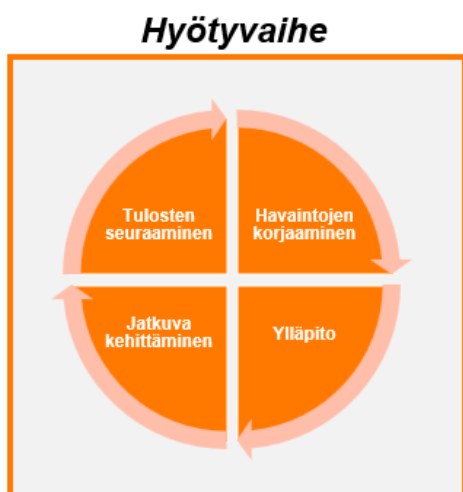 Hyötyvaihe
Tulosten
seuraaminen
Havaintojen
korjaaminen
Jatkuva
kehittäminen
Ylläpito